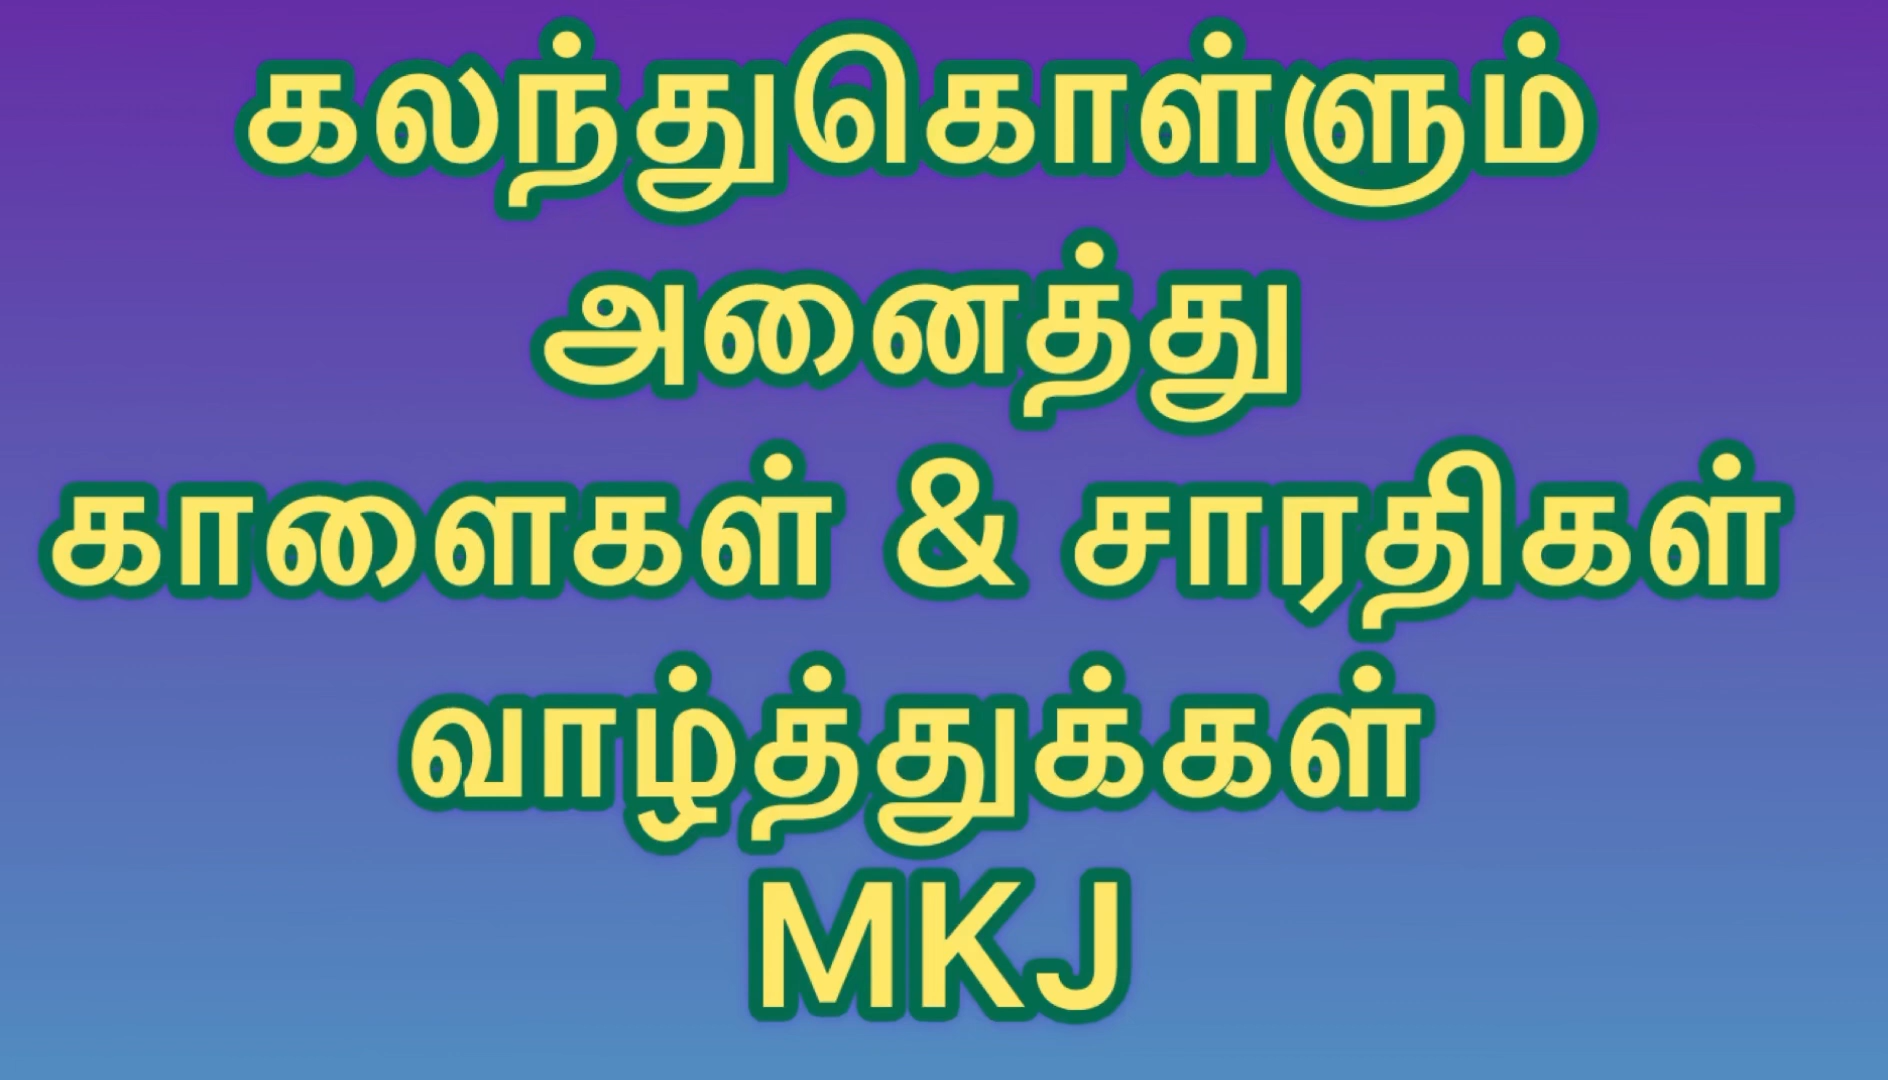 கலந்துகொள்ளும்
அனைத்து
காளைகள் & சாரதிகள்
வாழ்த்துக்கள்
MKJ